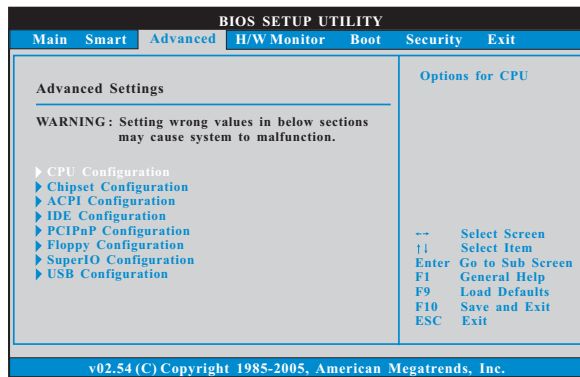 BIOS SETUP UTILITY
Main Smart Advanced H/W Monitor Boot Security Exit
Advanced Settings
WARNING : Setting wrong values in below sections
may cause system to malfunction.
CPU Configuration
Chipset Configuration
ACPI Configuration
IDE Configuration
PCIPnP Configuration
Floppy Configuration
SuperIO Configuration
USB Configuration
Options for CPU
←→ Select Screen
↑↓ Select Item
Enter Go to Sub Screen
F1 General Help
F9 Load Defaults
F10 Save and Exit
ESC Exit
v02.54 (C) Copyright 1985-2005, American Megatrends, Inc.